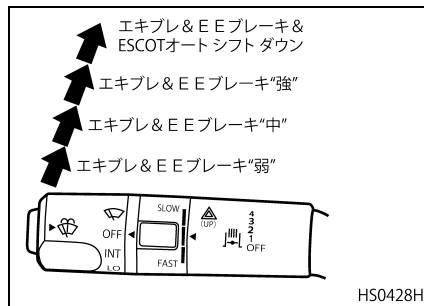 エキブレ＆ＥＥブレーキ＆
ESCOTオート シフト ダウン
エキブレ＆ＥＥブレーキ“強”
エキブレ＆ＥＥブレーキ“中”
エキブレ＆ＥＥブレーキ“弱”
SLOW
OFF
INT
LO
FAST
(UP)
4
3
2
1
OFF
HS0428H